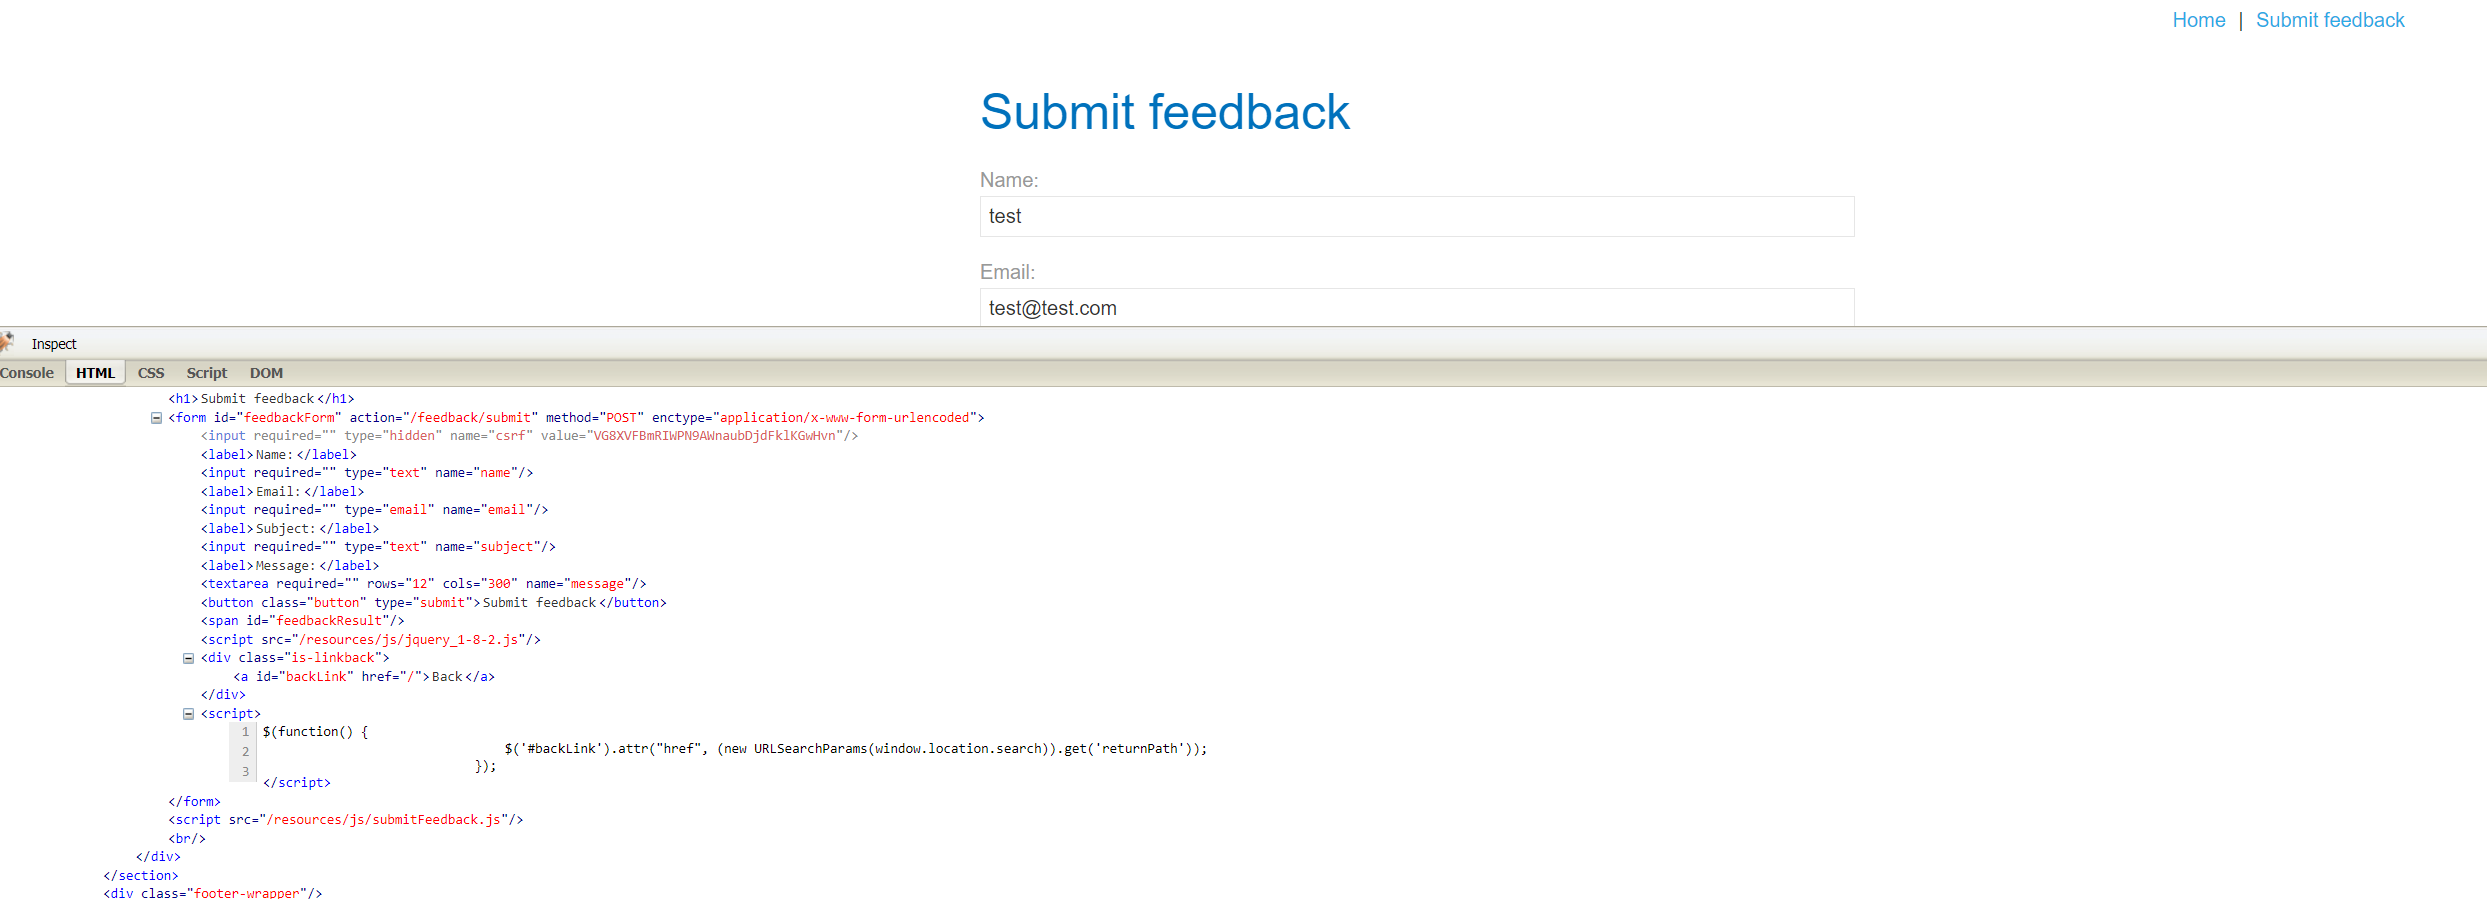 Home | Submit feedback
Submit feedback
Name:
test
Email:
test@test.com
Inspect
Console HTML CSS Script DOM
<h1>Submit feedback</h1>
<form id="feedbackForm" action="/feedback/submit" method="POST" enctype="application/x-www-form-urlencoded">
<input required="" type="hidden" name="csrf" value="VG8XVFBmRIWPN9AWnaubDjdFklKGwHvn"/>
<label>Name:</label>
<input required="" type="text" name="name"/>
<label>Email:</label>
<input required="" type="email" name="email"/>
<label>Subject:</label>
<input required="" type="text" name="subject"/>
<label>Message:</label>
<textarea required="" rows="12" cols="300" name="message"/>
<button class="button" type="submit">Submit feedback</button>
<span id="feedbackResult"/>
<script src="/resources/js/jquery_1-8-2.js"/>
<div class="is-linkback">
<a id="backLink" href="/">Back</a>
</div>
<script>
1 $(function() {
2 $('#backLink').attr("href", (new URLSearchParams(window.location.search)).get('returnPath'));
3 });
</script>
</form>
<script src="/resources/js/submitFeedback.js"/>
<br/>
</div>
</section>
<div class="footer-wrapper"/>